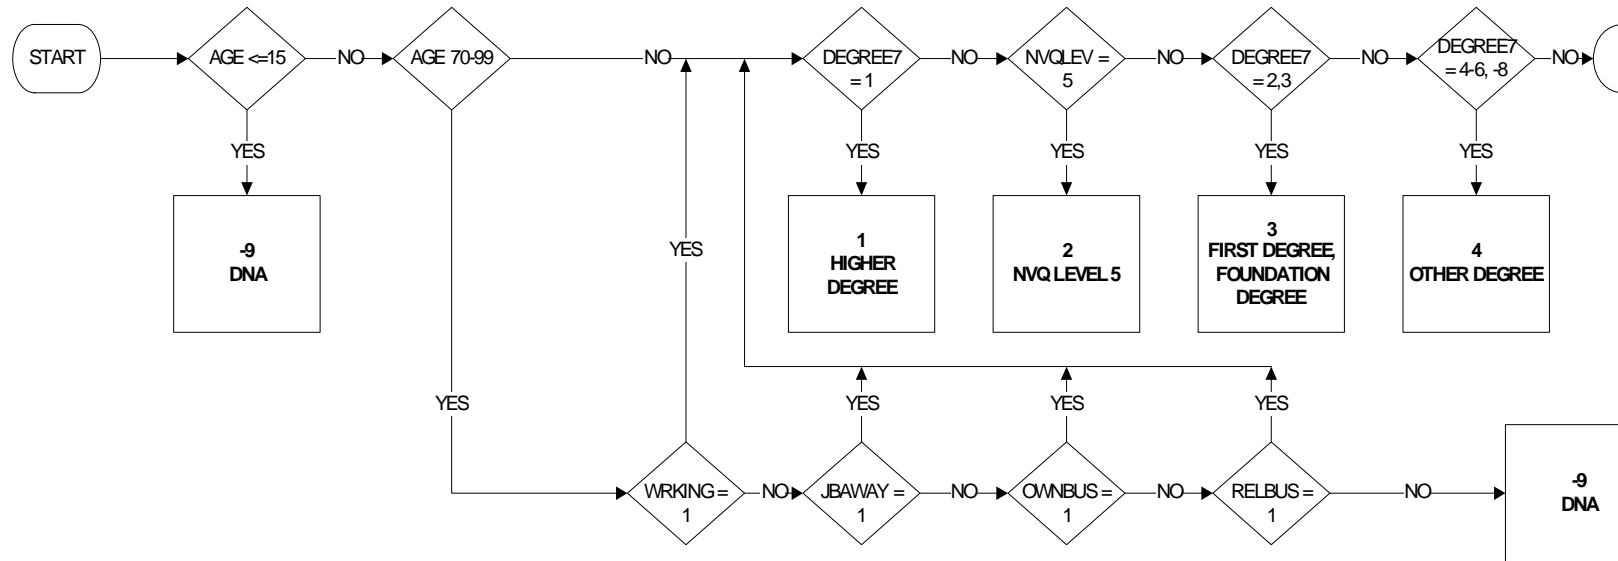 START
AGE <=15
NO
AGE 70-99
NO
DEGREE7
= 1
NO
NVQLEV =
5
NO
DEGREE7
= 2,3
NO
DEGREE7
= 4-6, -8
NO
YES
YES
YES
YES
YES
-9
DNA
YES
1
HIGHER
DEGREE
2
NVQ LEVEL 5
3
FIRST DEGREE,
FOUNDATION
DEGREE
4
OTHER DEGREE
YES
YES
YES
YES
WRKING =
1
NO
JBAWAY =
1
NO
OWNBUS =
1
NO
RELBUS =
1
NO
-9
DNA